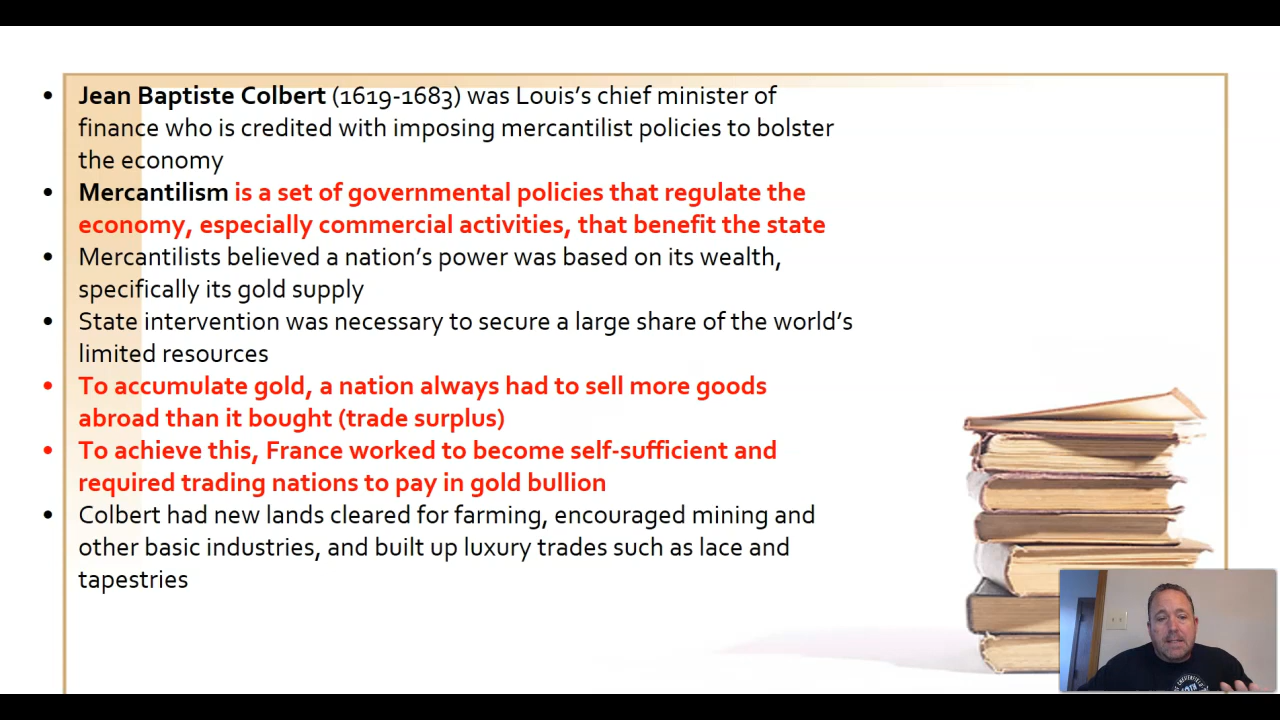 • Jean Baptiste Colbert (1619-1683) was Louis’s chief minister of
finance who is credited with imposing mercantilist policies to bolster
the economy
• Mercantilism is a set of governmental policies that regulate the
economy, especially commercial activities, that benefit the state
• Mercantilists believed a nation’s power was based on its wealth,
specifically its gold supply
• State intervention was necessary to secure a large share of the world’s
limited resources
• To accumulate gold, a nation always had to sell more goods
abroad than it bought (trade surplus)
• To achieve this, France worked to become self-sufficient and
required trading nations to pay in gold bullion
• Colbert had new lands cleared for farming, encouraged mining and
other basic industries, and built up luxury trades such as lace and
tapestries